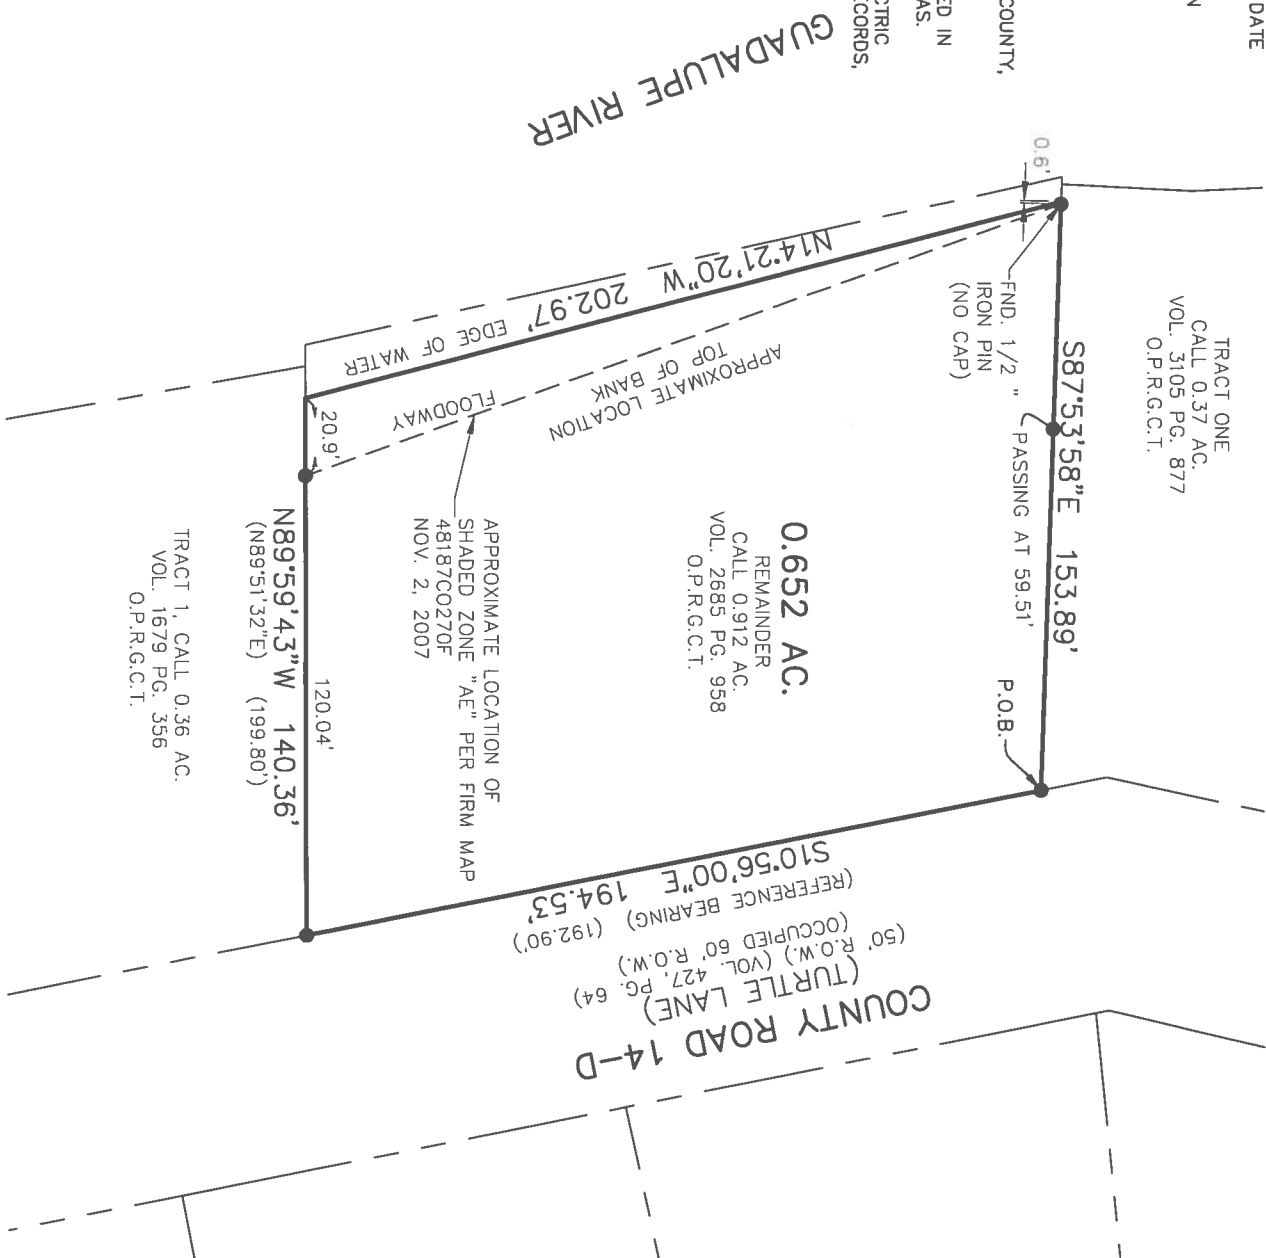 DATE
N
COUNTY,
ED IN
AS.
CTRIC
ECORDS,
GUADALUPE RIVER
0.6'
TRACT ONE
CALL 0.37 AC.
VOL. 3105 PG. 877
O.P.R.G.C.T.
S87°53'58"E 153.89'
PASSING AT 59.51'
FND. 1/2 "
IRON PIN
(NO CAP)
P.O.B.
N14°21'20"W 202.97'
EDGE OF WATER
APPROXIMATE LOCATION
TOP OF BANK
FLOODWAY
20.9'
0.652 AC.
REMAINDER
CALL 0.912 AC.
VOL. 2685 PG. 958
O.P.R.G.C.T.
APPROXIMATE LOCATION OF
SHADED ZONE "AE" PER FIRM MAP
48187C0270F
NOV. 2, 2007
120.04'
N89°59'43"W 140.36'
(N89°51'32"E) (199.80')
TRACT 1, CALL 0.36 AC.
VOL. 1679 PG. 356
O.P.R.G.C.T.
S10°56'00"E 194.53'
(REFERENCE BEARING) (192.90')
(50' R.O.W.) (VOL. 427, PG. 64)
(OCCUPIED 60' R.O.W.)
(TURTLE LANE)
COUNTY ROAD 14-D